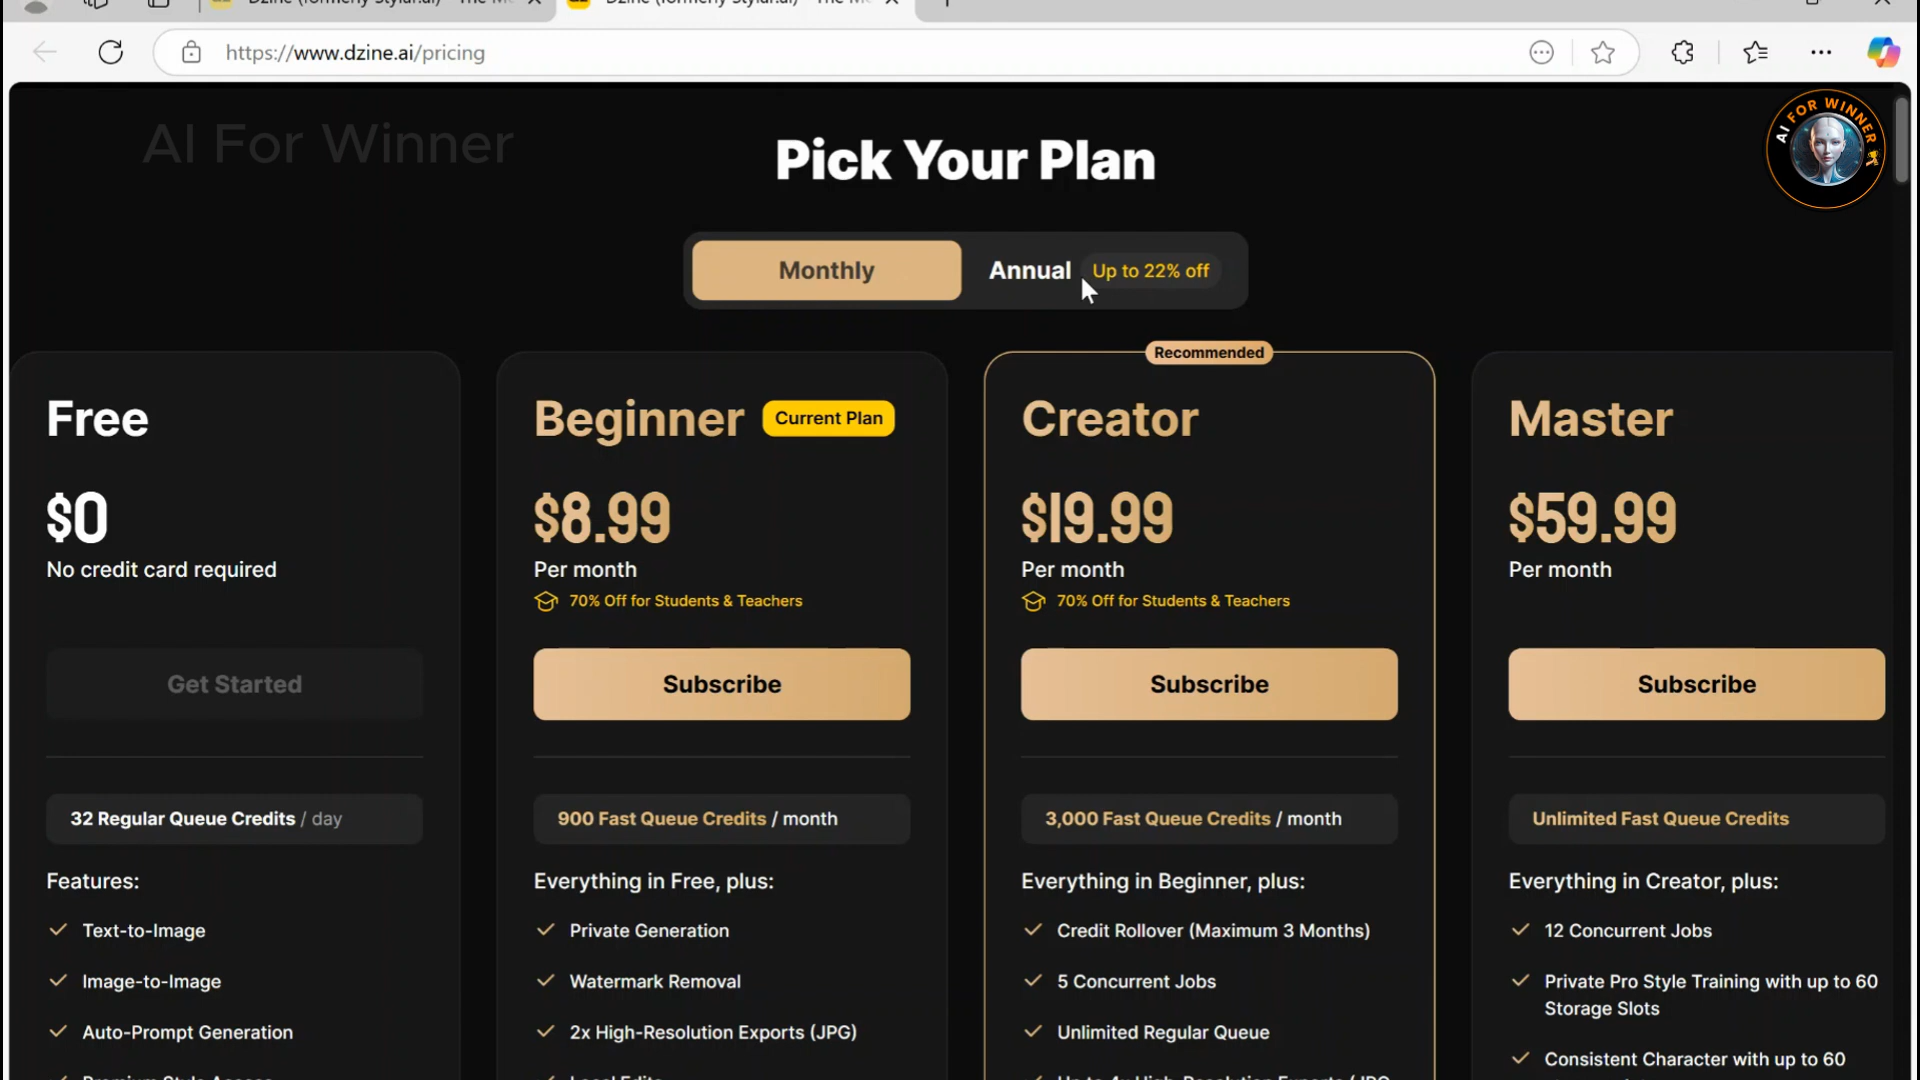 https://www.dzine.ai/pricing
AI For Winner
AI FOR WINNER
Pick Your Plan
Monthly
Annual Up to 22% off
Recommended
Free
$0
No credit card required
Get Started
32 Regular Queue Credits / day
Features:
Text-to-Image
Image-to-Image
Auto-Prompt Generation
Beginner Current Plan
$8.99
Per month
70% Off for Students & Teachers
Subscribe
900 Fast Queue Credits / month
Everything in Free, plus:
Private Generation
Watermark Removal
2x High-Resolution Exports (JPG)
Creator
$19.99
Per month
70% Off for Students & Teachers
Subscribe
3,000 Fast Queue Credits / month
Everything in Beginner, plus:
Credit Rollover (Maximum 3 Months)
5 Concurrent Jobs
Unlimited Regular Queue
Master
$59.99
Per month
Subscribe
Unlimited Fast Queue Credits
Everything in Creator, plus:
12 Concurrent Jobs
Private Pro Style Training with up to 60
Storage Slots
Consistent Character with up to 60